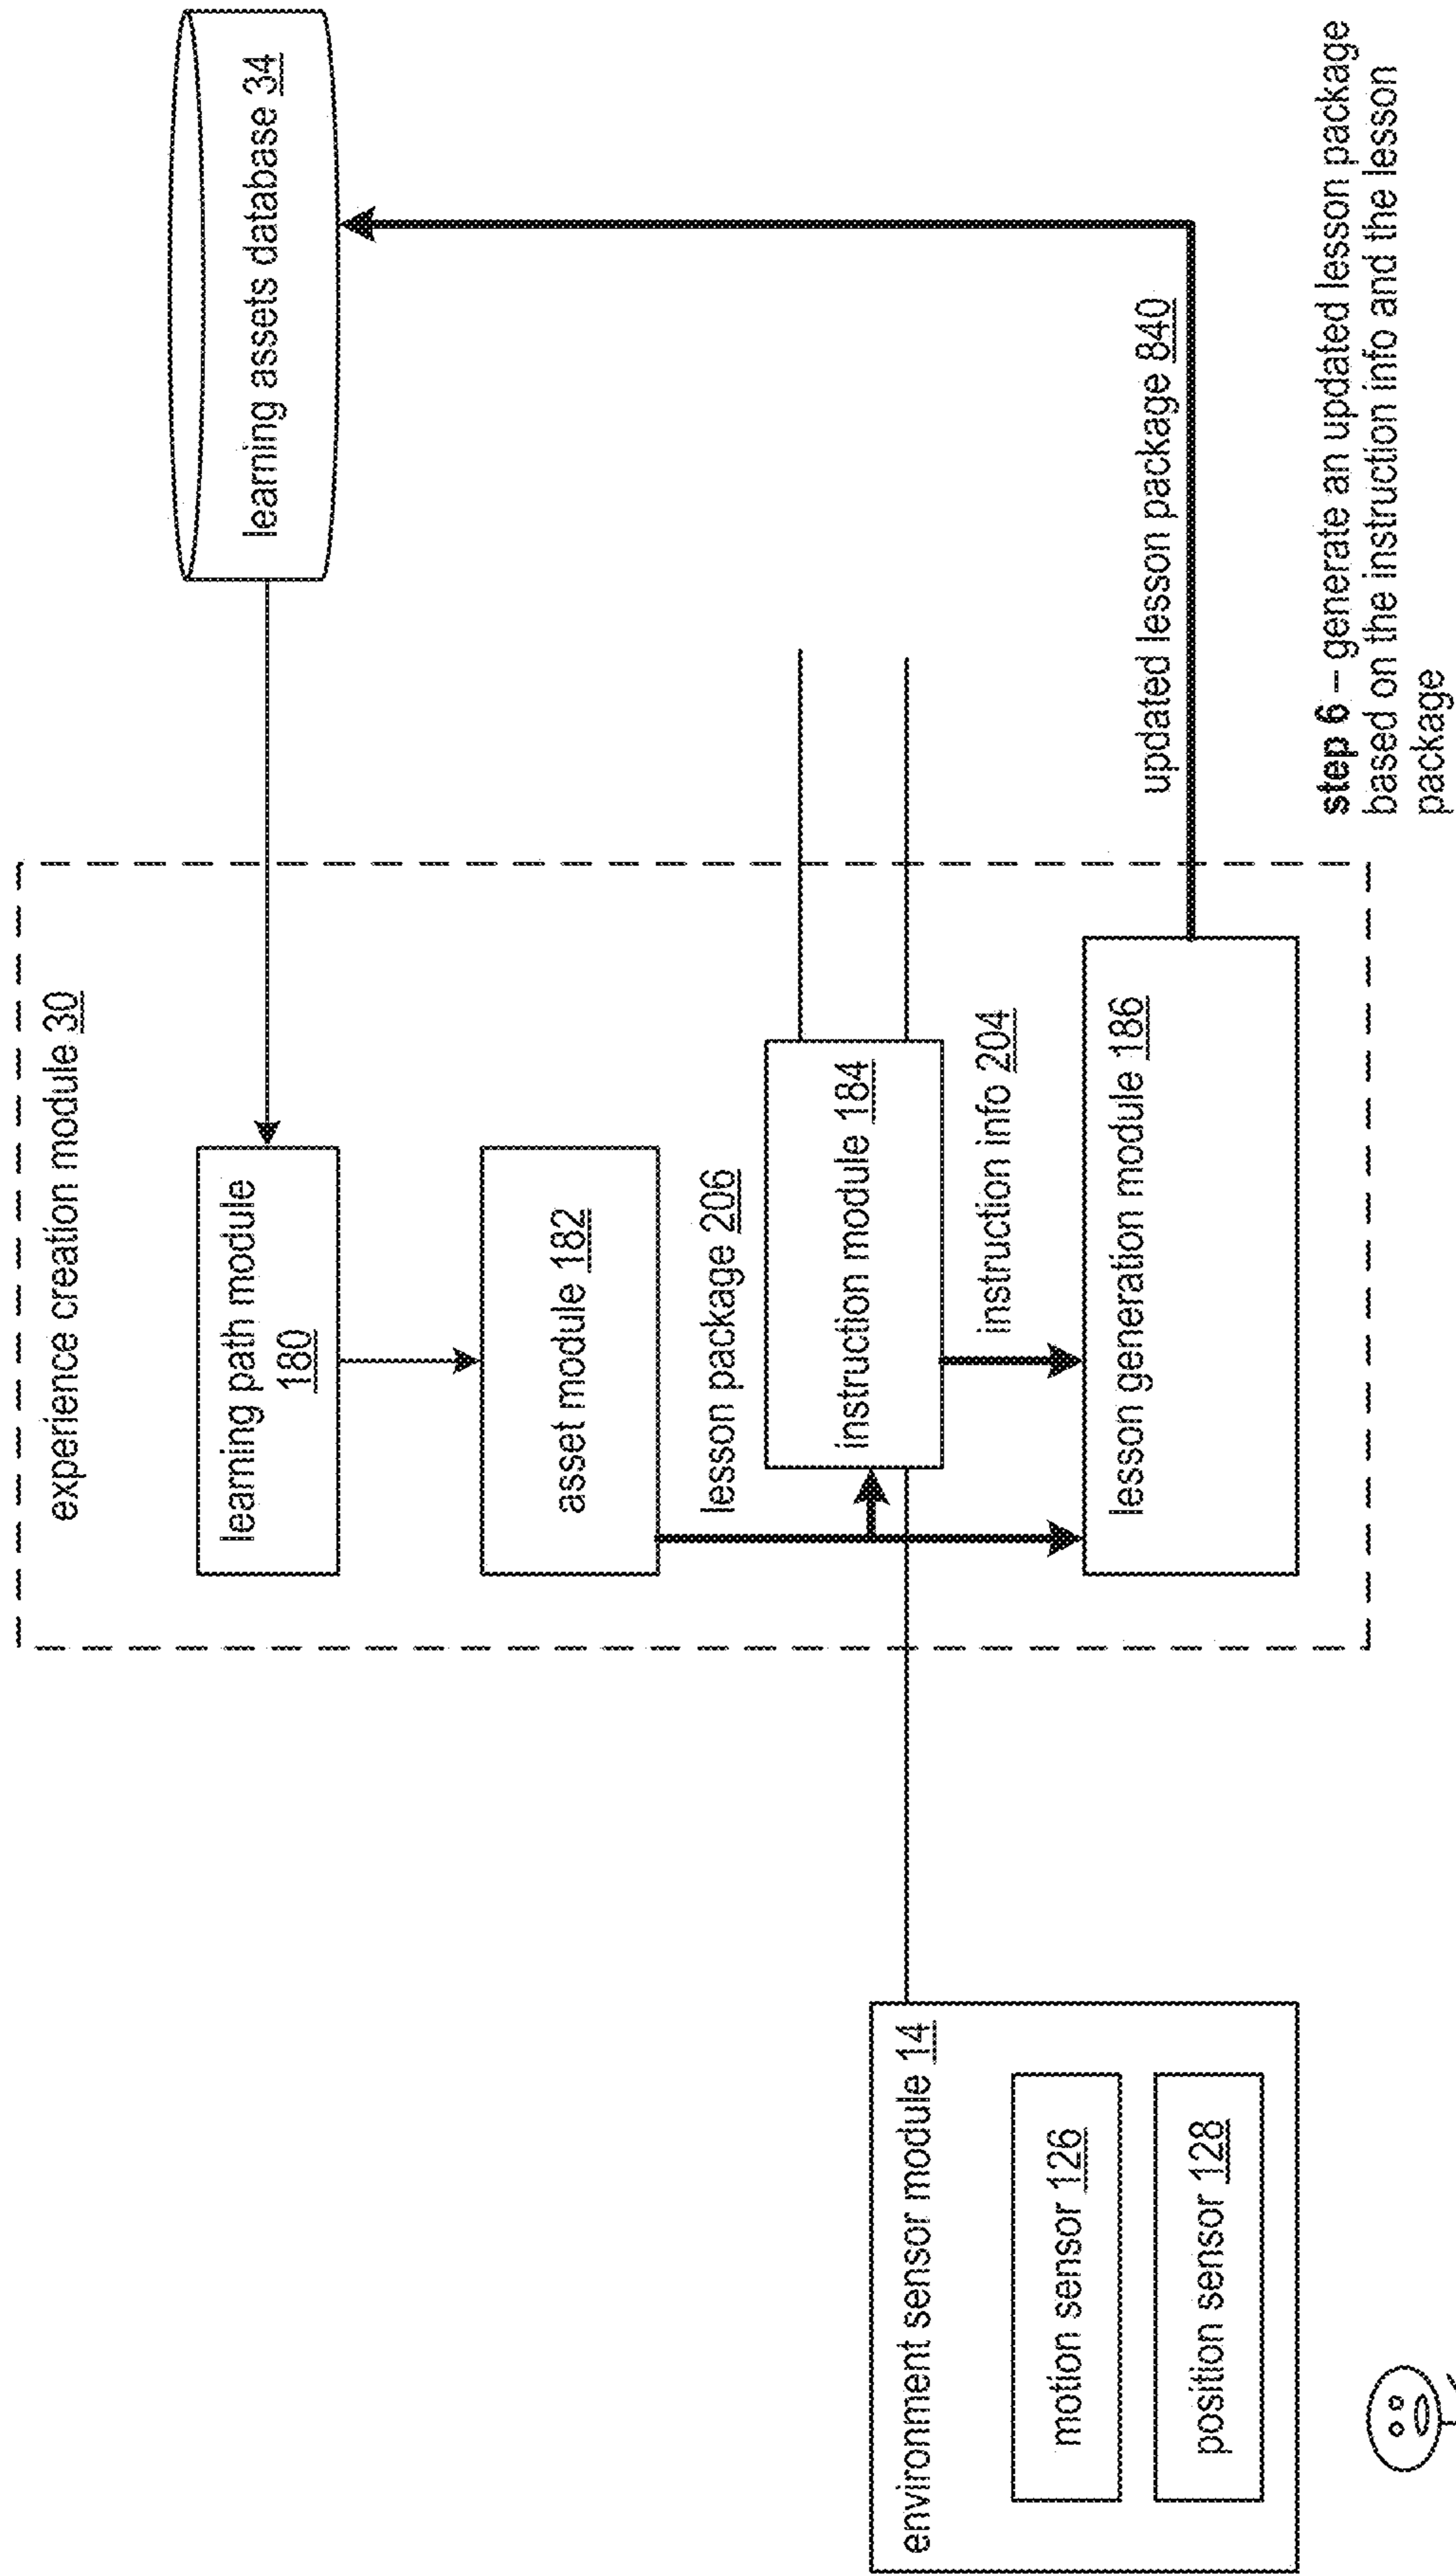 experience creation module 30
learning assets database 34
learning path module
180
asset module 182
lesson package 206
instruction module 184
instruction info 204
lesson generation module 186
updated lesson package 840
environment sensor module 14
motion sensor 126
position sensor 128
step 6 – generate an updated lesson package
based on the instruction info and the lesson
package